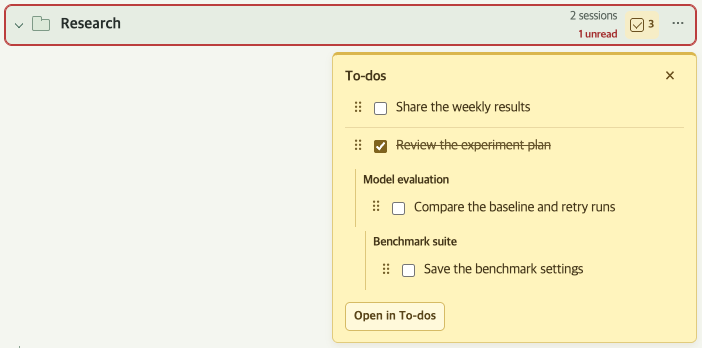 Research
2 sessions
1 unread
3
To-dos
Share the weekly results
Review the experiment plan
Model evaluation
Compare the baseline and retry runs
Benchmark suite
Save the benchmark settings
Open in To-dos